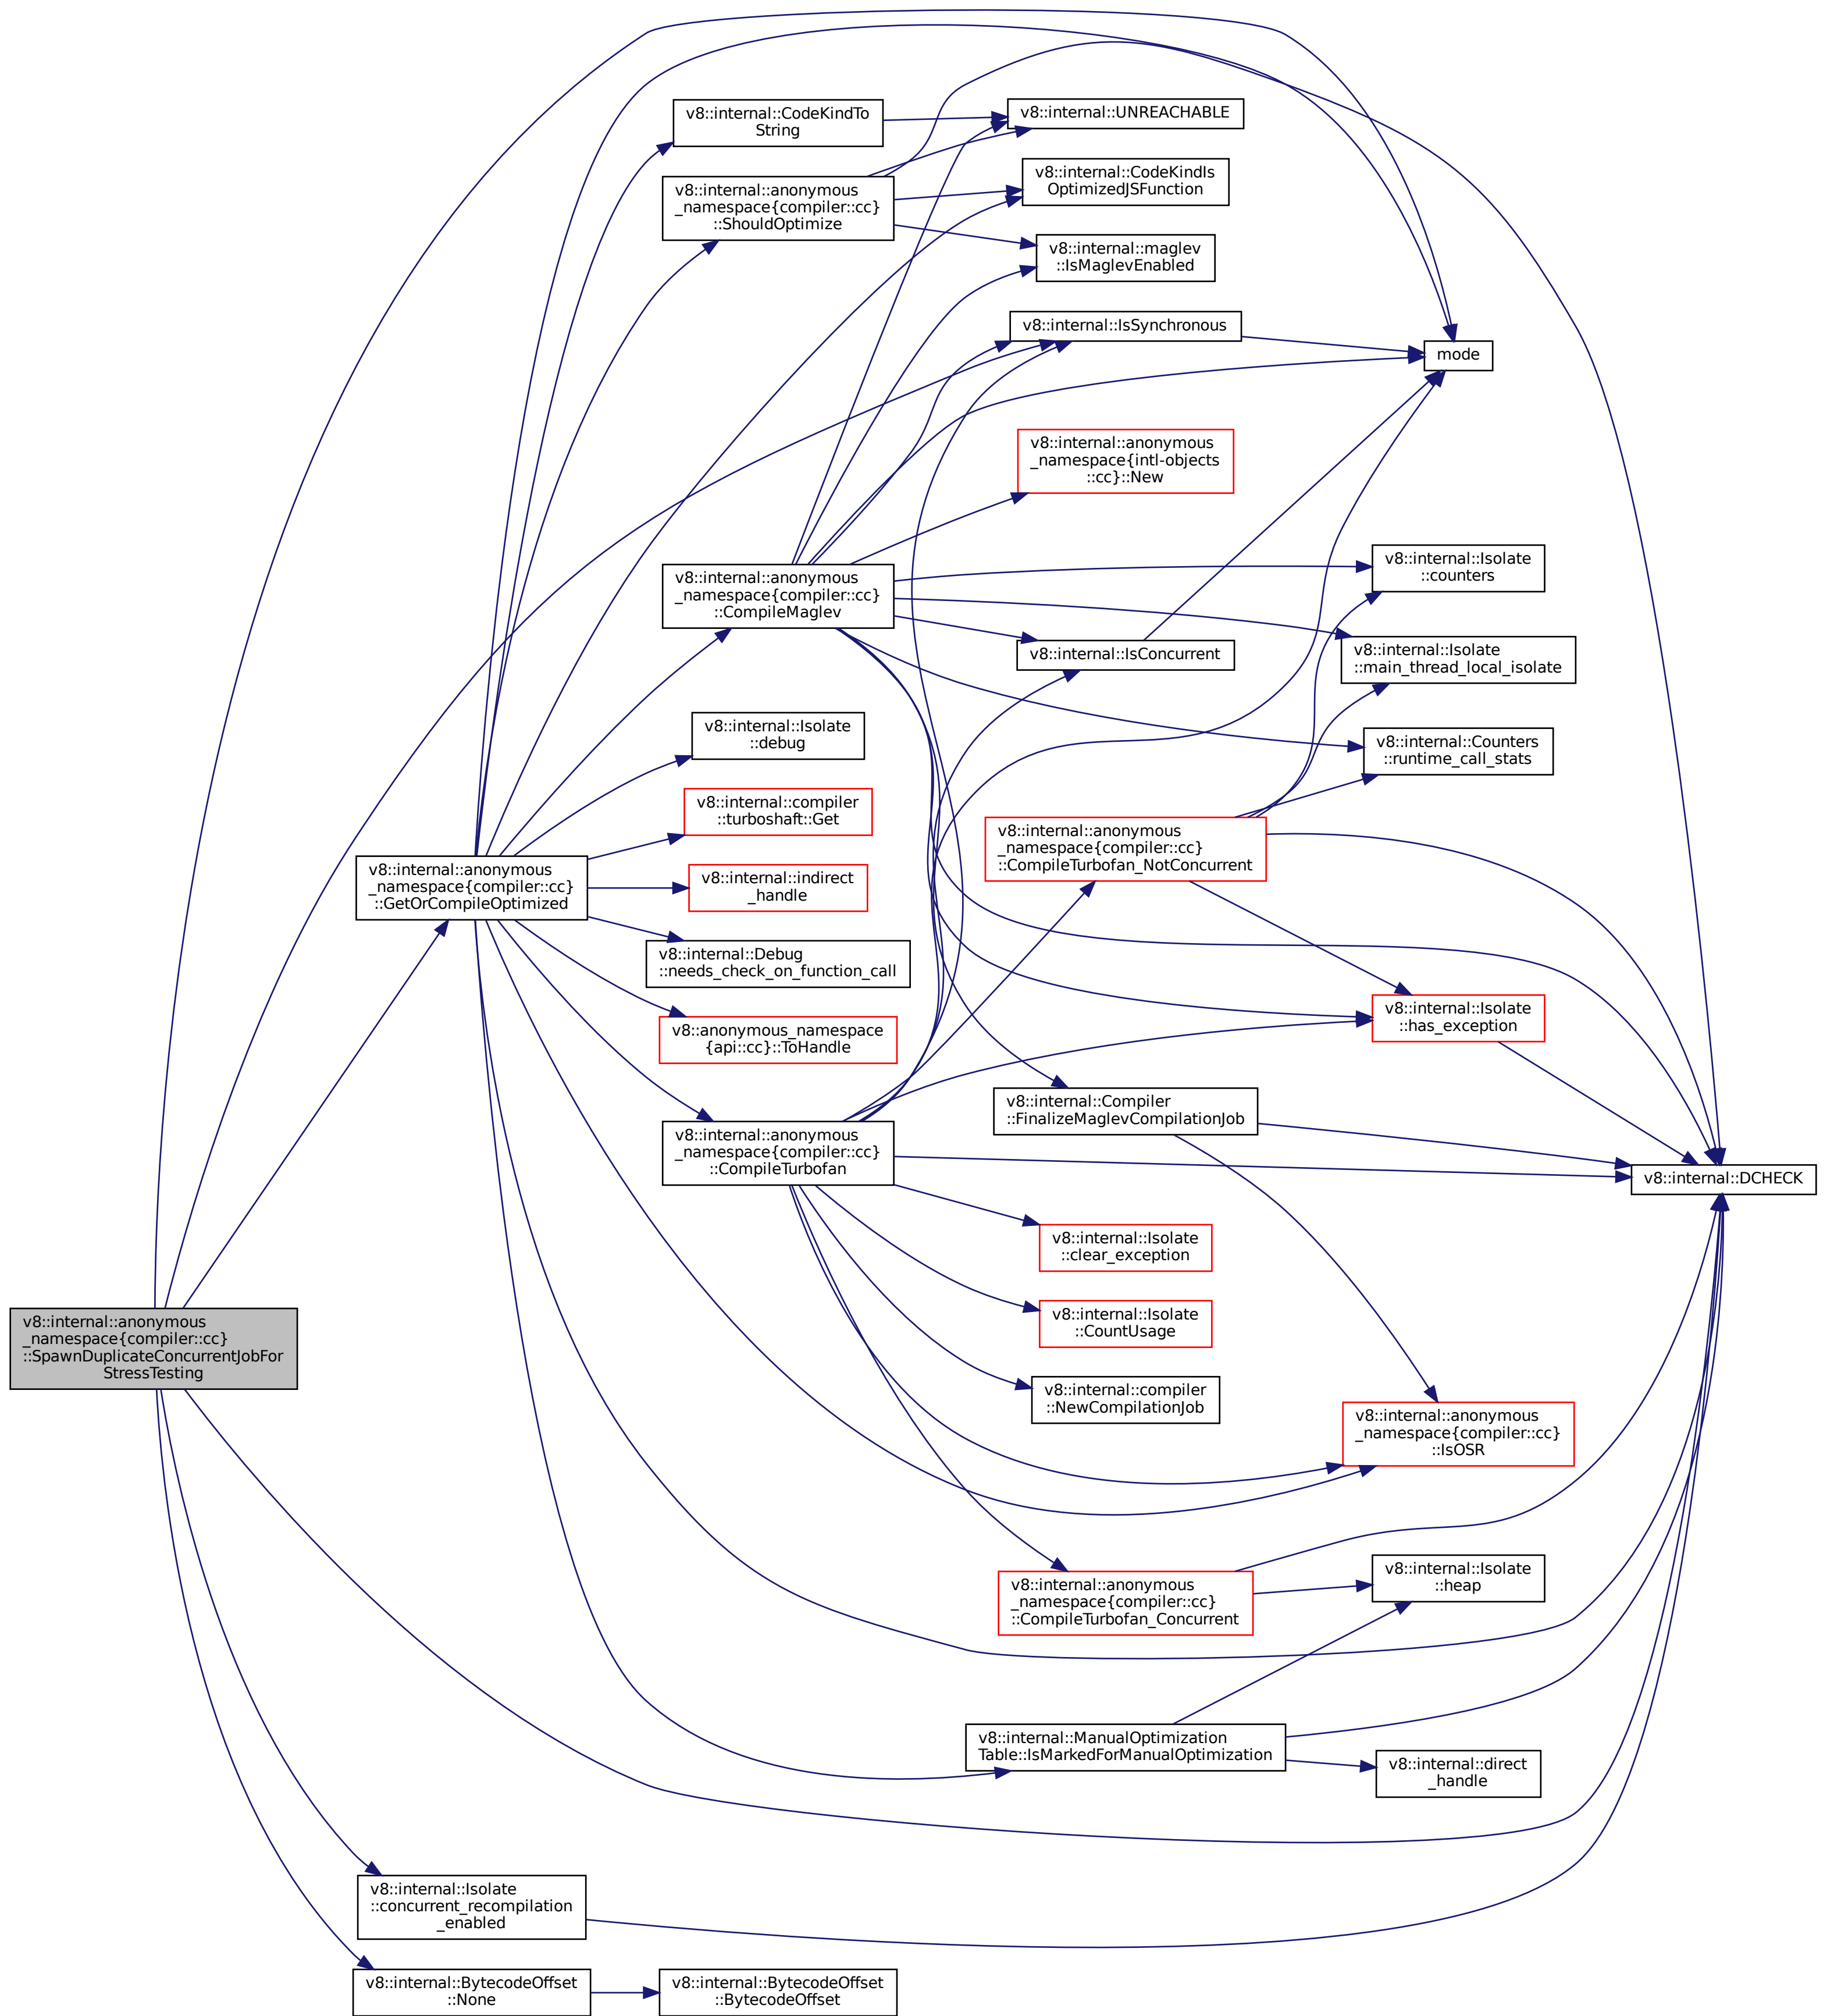 v8::internal::CodeKindTo
String
v8::internal::UNREACHABLE
v8::internal::anonymous
_namespace{compiler::cc}
::ShouldOptimize
v8::internal::CodeKindIs
OptimizedJSFunction
v8::internal::maglev
::IsMaglevEnabled
v8::internal::IsSynchronous
mode
v8::internal::anonymous
_namespace{intl-objects
::cc}::New
v8::internal::anonymous
_namespace{compiler::cc}
::CompileMaglev
v8::internal::Isolate
::counters
v8::internal::IsConcurrent
v8::internal::Isolate
::main_thread_local_isolate
v8::internal::Isolate
::debug
v8::internal::Counters
::runtime_call_stats
v8::internal::compiler
::turboshaft::Get
v8::internal::anonymous
_namespace{compiler::cc}
::CompileTurbofan_NotConcurrent
v8::internal::anonymous
_namespace{compiler::cc}
::GetOrCompileOptimized
v8::internal::indirect
_handle
v8::internal::Debug
::needs_check_on_function_call
v8::anonymous_namespace
{api::cc}::ToHandle
v8::internal::Isolate
::has_exception
v8::internal::Compiler
::FinalizeMaglevCompilationJob
v8::internal::anonymous
_namespace{compiler::cc}
::CompileTurbofan
v8::internal::DCHECK
v8::internal::Isolate
::clear_exception
v8::internal::Isolate
::CountUsage
v8::internal::anonymous
_namespace{compiler::cc}
::SpawnDuplicateConcurrentJobFor
StressTesting
v8::internal::compiler
::NewCompilationJob
v8::internal::anonymous
_namespace{compiler::cc}
::IsOSR
v8::internal::anonymous
_namespace{compiler::cc}
::CompileTurbofan_Concurrent
v8::internal::Isolate
::heap
v8::internal::ManualOptimization
Table::IsMarkedForManualOptimization
v8::internal::direct
_handle
v8::internal::Isolate
::concurrent_recompilation
_enabled
v8::internal::BytecodeOffset
::None
v8::internal::BytecodeOffset
::BytecodeOffset